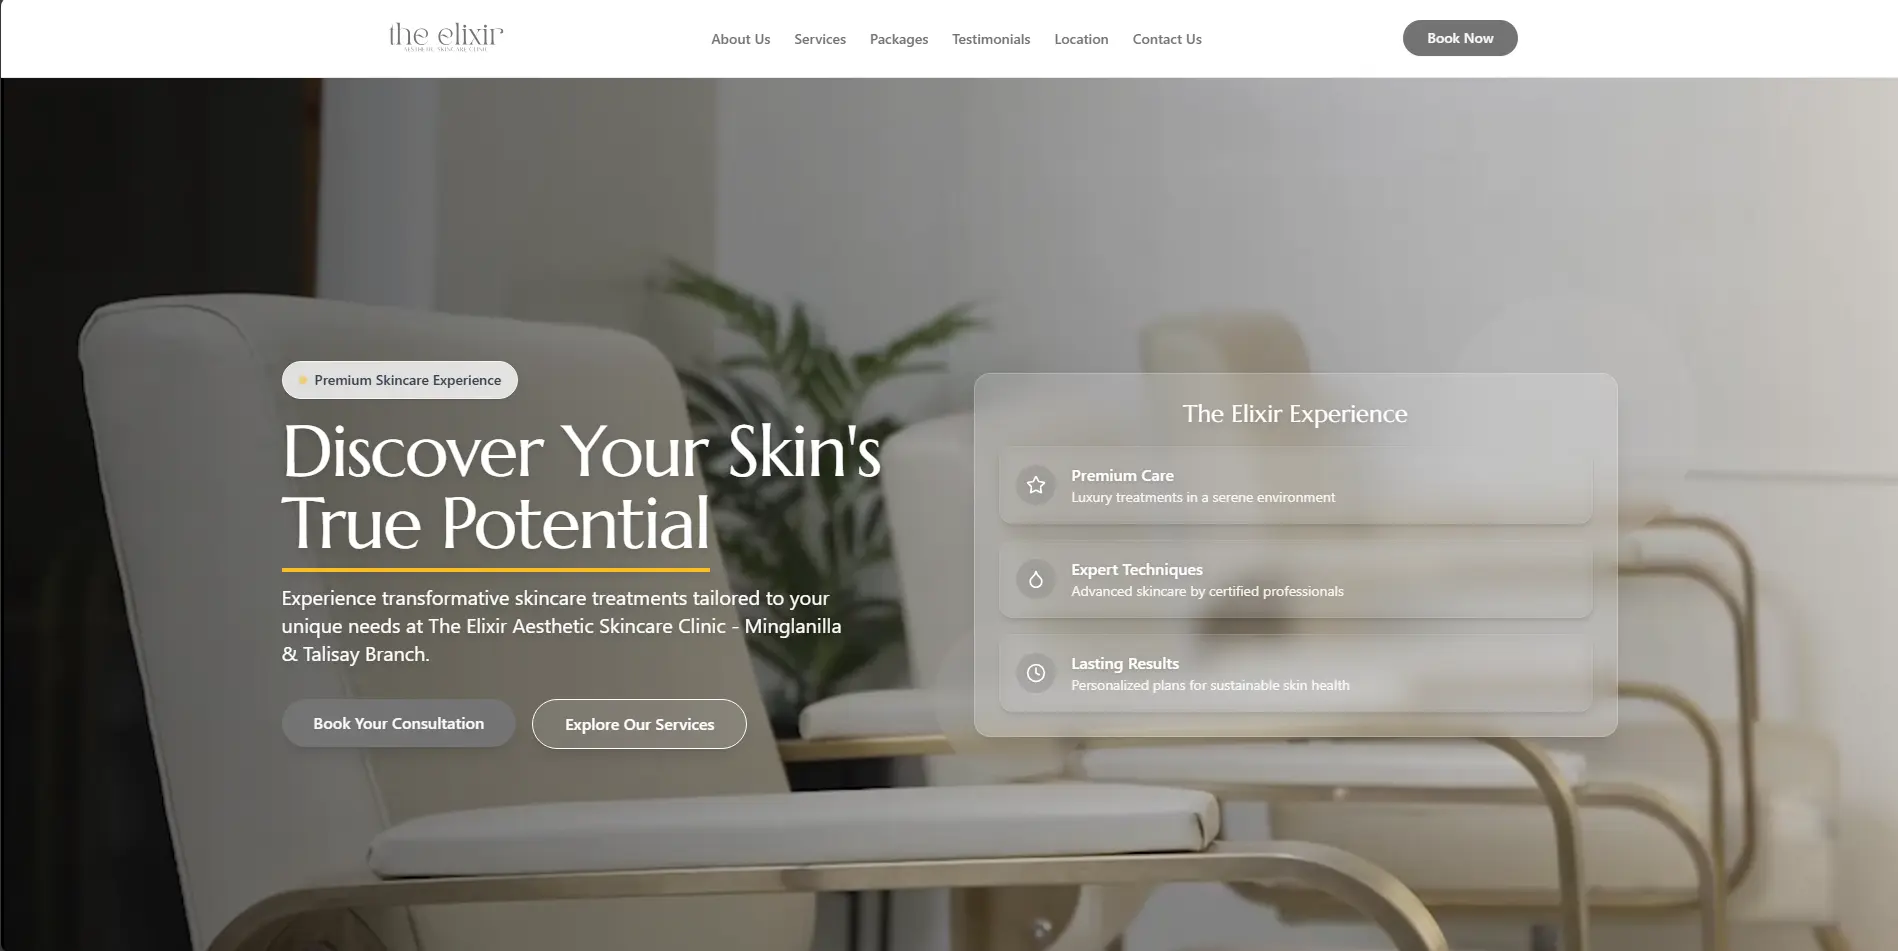 the elixir
AESTHETIC SKINCARE CLINIC
About Us
Services
Packages
Testimonials
Location
Contact Us
Book Now
Premium Skincare Experience
Discover Your Skin's
True Potential
Experience transformative skincare treatments tailored to your
unique needs at The Elixir Aesthetic Skincare Clinic - Minglanilla
& Talisay Branch.
Book Your Consultation
Explore Our Services
The Elixir Experience
Premium Care
Luxury treatments in a serene environment
Expert Techniques
Advanced skincare by certified professionals
Lasting Results
Personalized plans for sustainable skin health